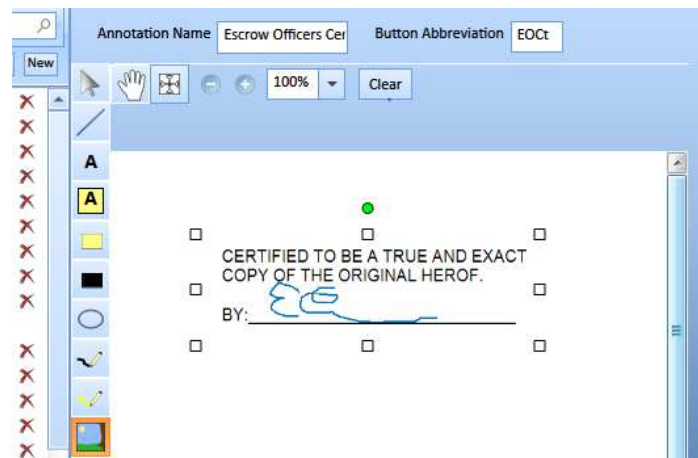 Annotation Name Escrow Officers Cer Button Abbreviation EOCt
New
100% Clear
A
A
CERTIFIED TO BE A TRUE AND EXACT
COPY OF THE ORIGINAL HEROF.
BY: